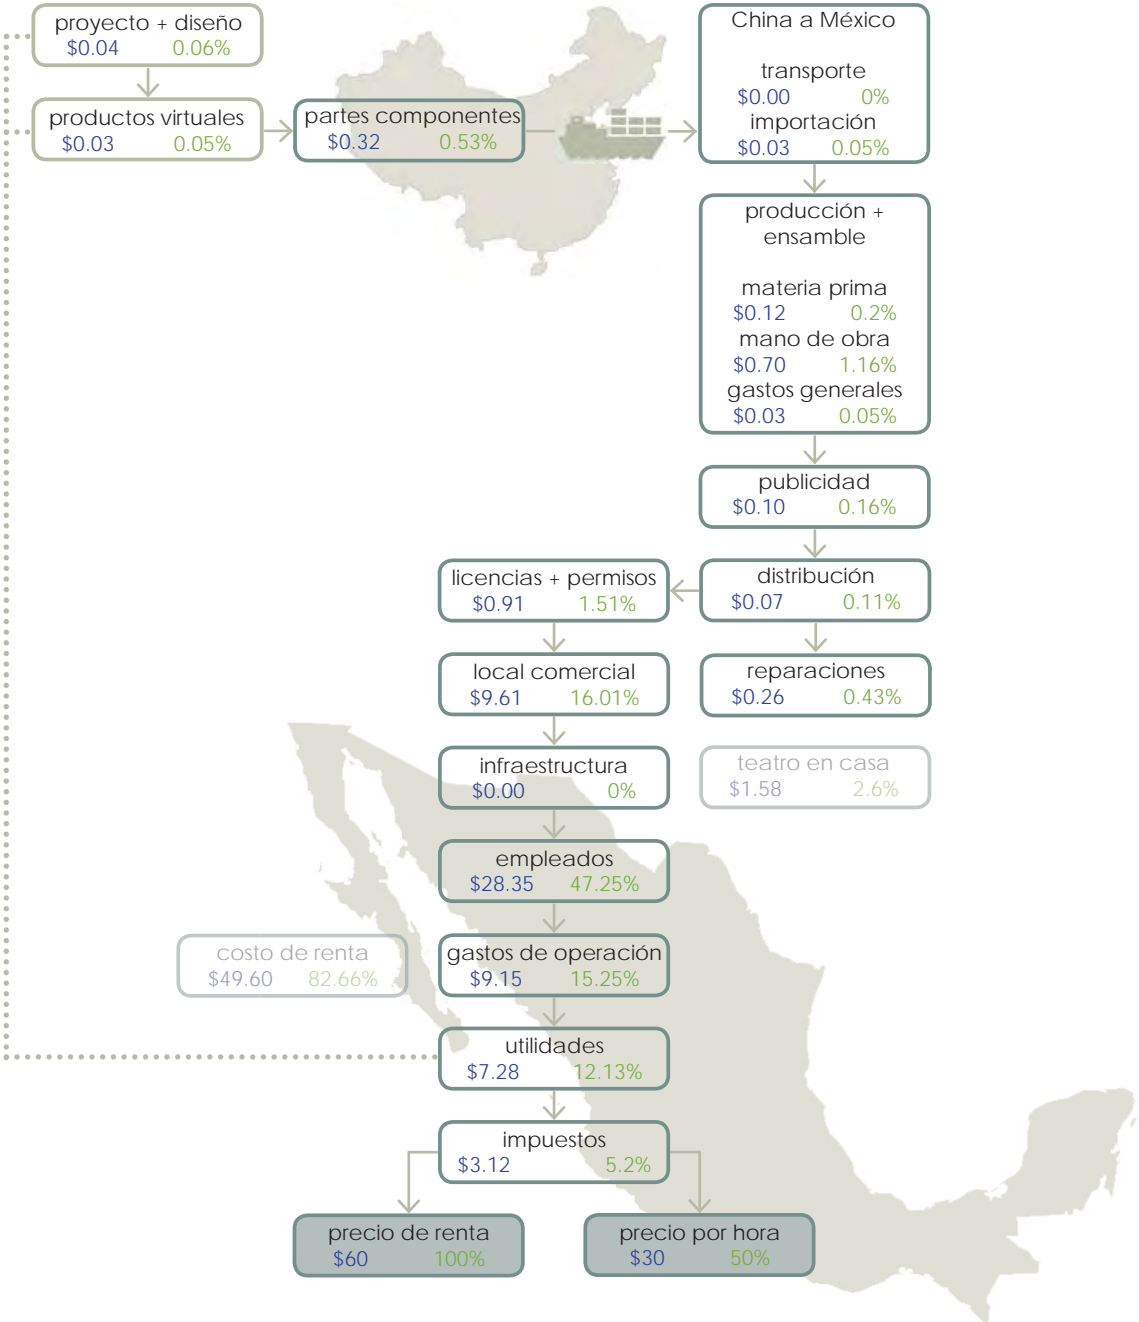 proyecto + diseño
$0.04 0.06%
productos virtuales
$0.03 0.05%
partes componentes
$0.32 0.53%
China a México
transporte
$0.00 0%
importación
$0.03 0.05%
producción +
ensamble
materia prima
$0.12 0.2%
mano de obra
$0.70 1.16%
gastos generales
$0.03 0.05%
publicidad
$0.10 0.16%
distribución
$0.07 0.11%
licencias + permisos
$0.91 1.51%
reparaciones
$0.26 0.43%
local comercial
$9.61 16.01%
teatro en casa
$1.58 2.6%
infraestructura
$0.00 0%
empleados
$28.35 47.25%
costo de renta
$49.60 82.66%
gastos de operación
$9.15 15.25%
utilidades
$7.28 12.13%
impuestos
$3.12 5.2%
precio de renta
$60 100%
precio por hora
$30 50%